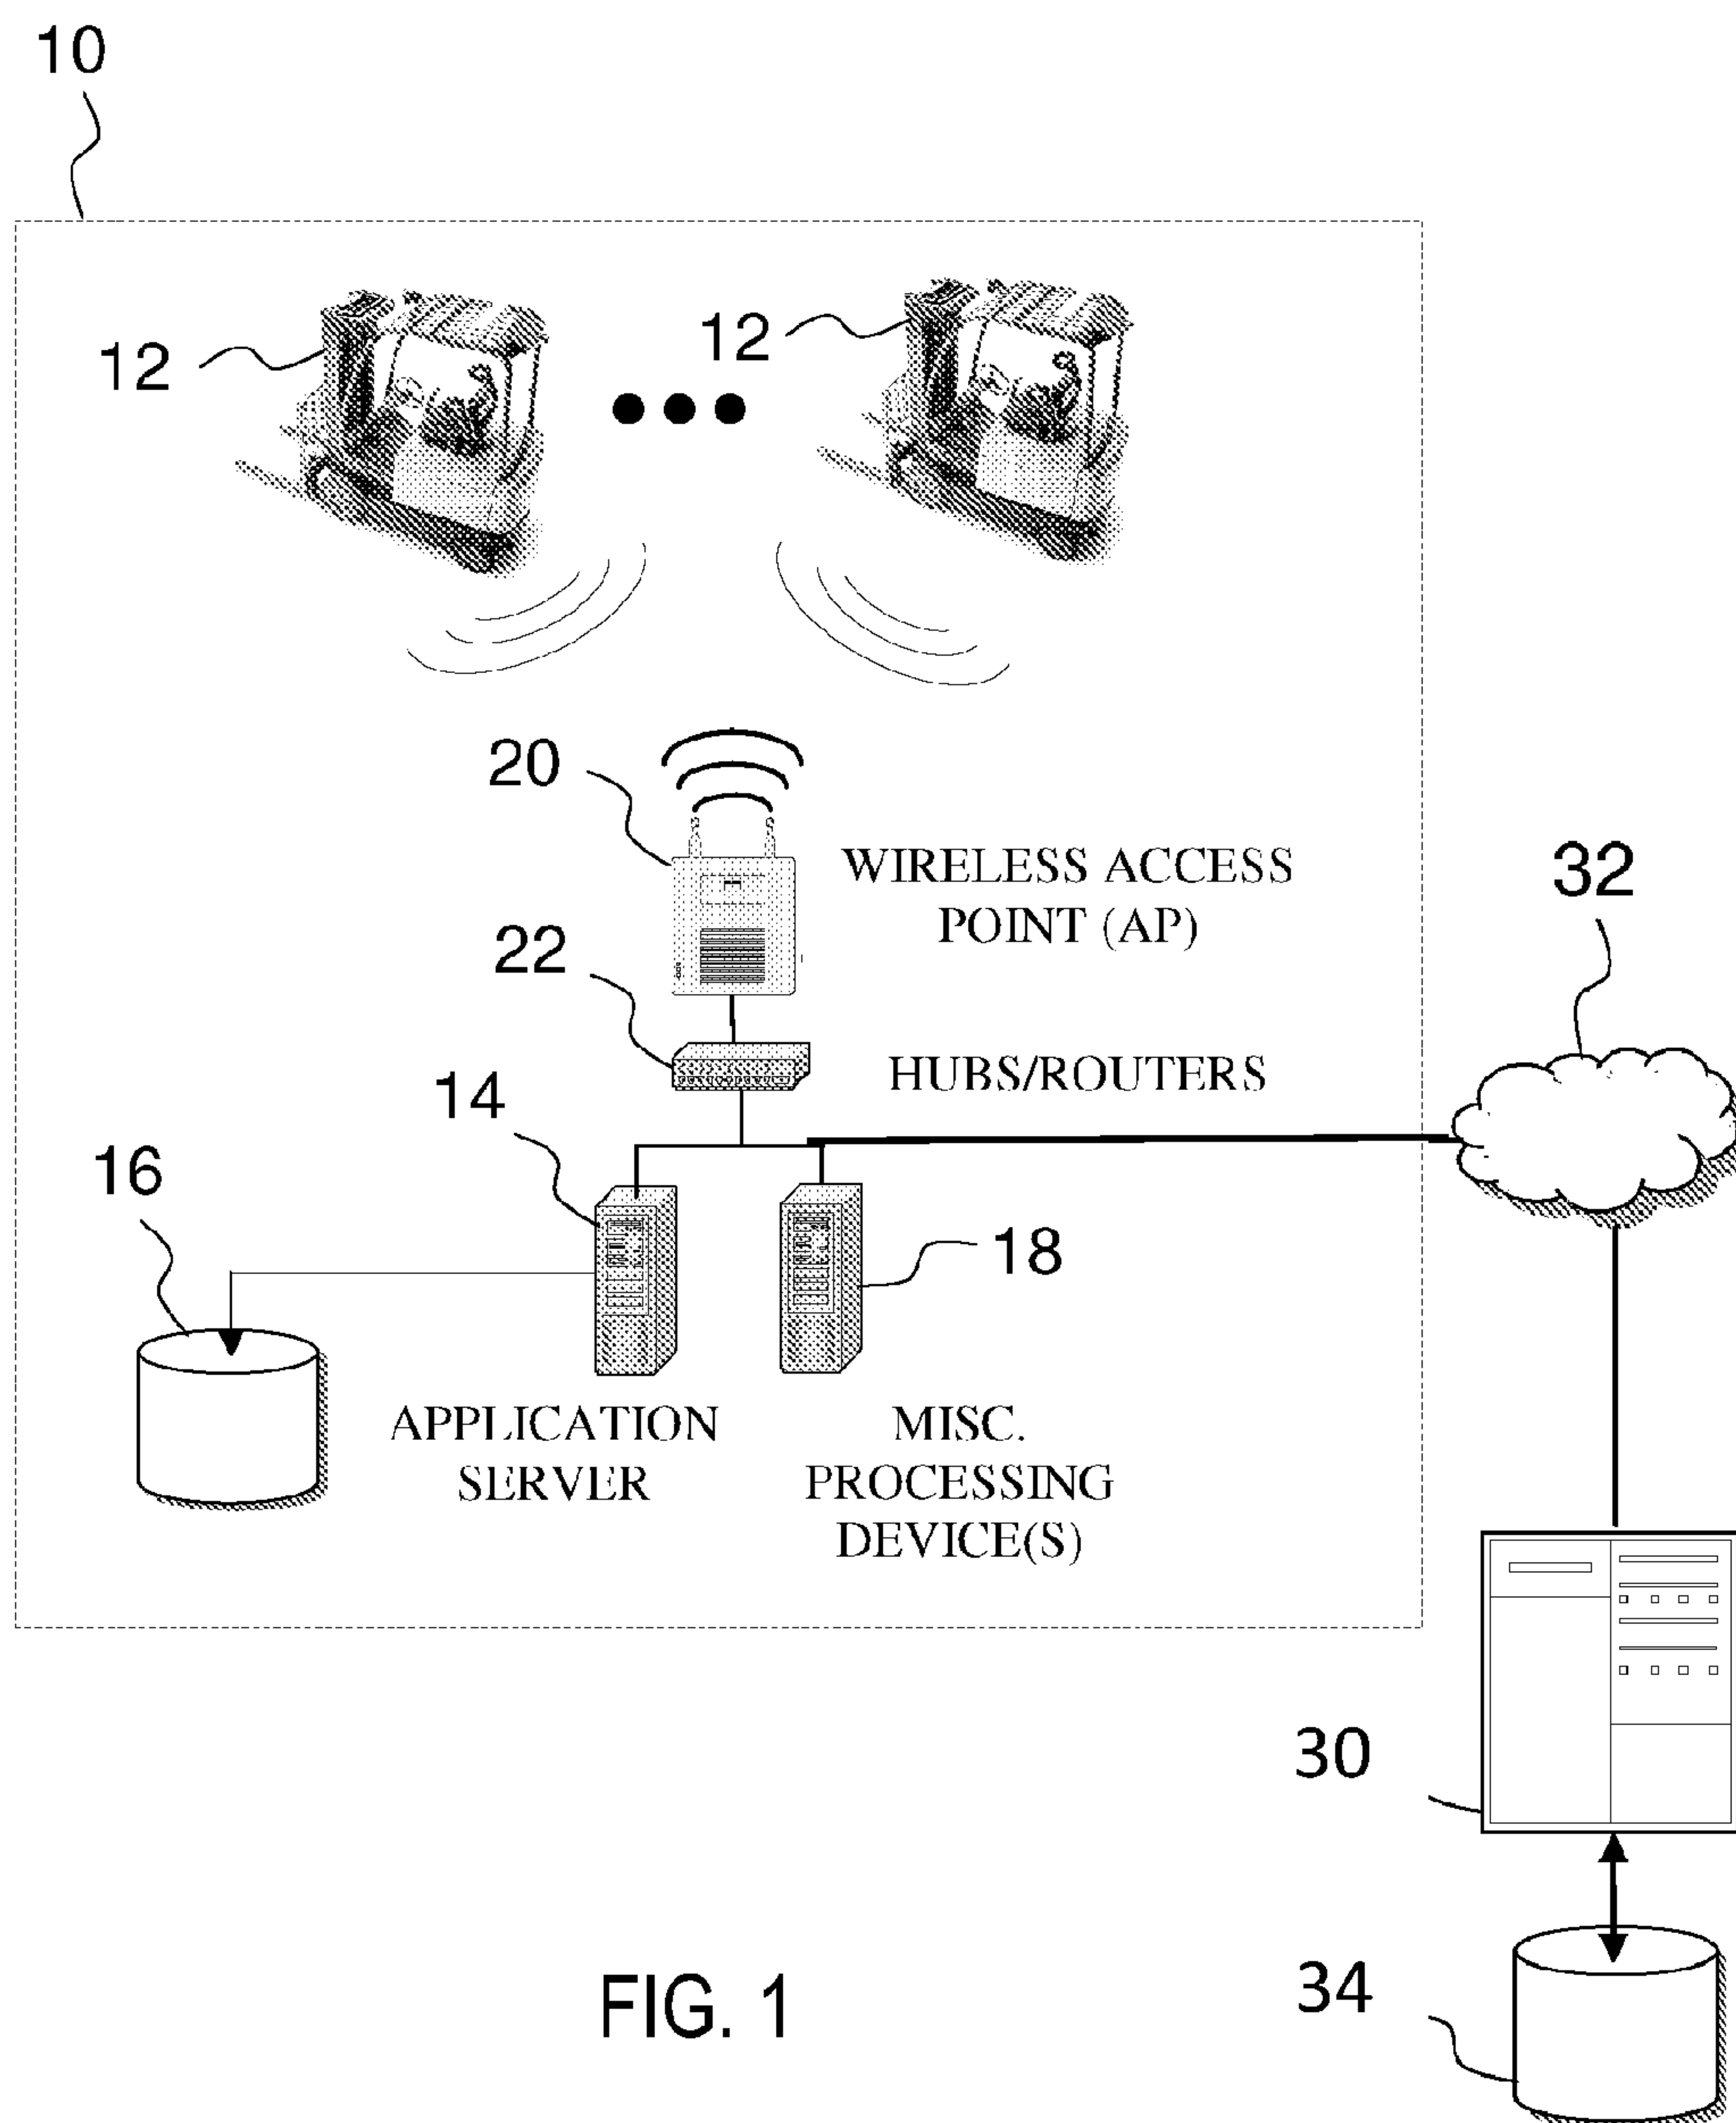 10
12
12
20
WIRELESS ACCESS
POINT (AP)
32
22
HUBS/ROUTERS
14
16
18
APPLICATION
SERVER
MISC.
PROCESSING
DEVICE(S)
30
34
FIG. 1